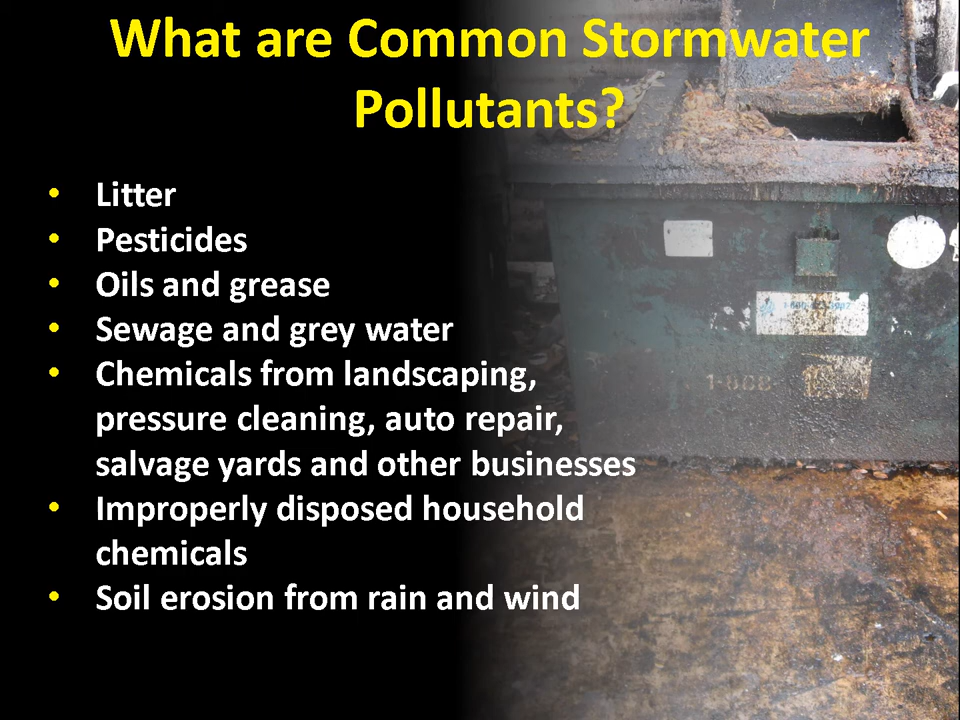 What are Common Stormwater
Pollutants?
• Litter
• Pesticides
• Oils and grease
• Sewage and grey water
• Chemicals from landscaping,
pressure cleaning, auto repair,
salvage yards and other businesses
• Improperly disposed household
chemicals
• Soil erosion from rain and wind